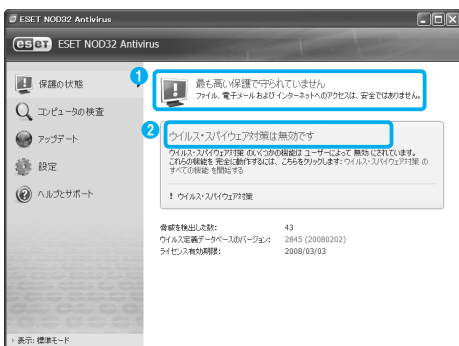 ESET NOD32 Antivirus
eset ESET NOD32 Antivirus
保護の状態
コンピュータの検査
アップデート
設定
ヘルプとサポート
1
最も高い保護で守られていません
ファイル、電子メール および インターネットへのアクセスは、安全ではありません。
2
ウイルス・スパイウェア対策は無効です
ウイルス・スパイウェア対策 のいくつかの機能は ユーザーによって 無効 にされています。
これらの機能を 完全に動作するには、こちらをクリックします: ウイルス・スパイウェア対策 の
すべての機能 を開始する
! ウイルス・スパイウェア対策
脅威を検出した数: 43
ウイルス定義データベースのバージョン: 2845 (20080202)
ライセンス有効期限: 2008/03/03
表示: 標準モード